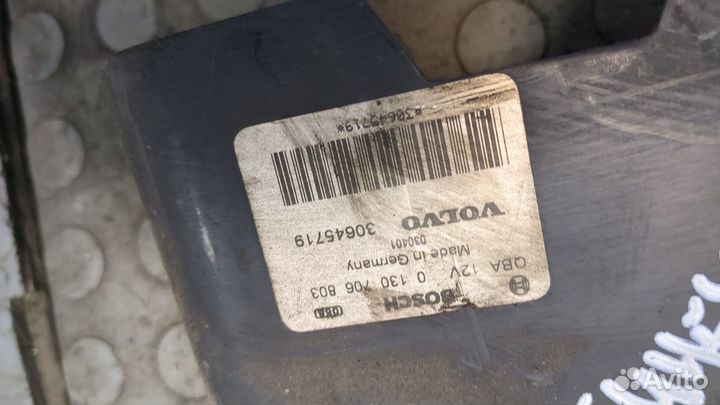 BOSCH
QBA 12V 0 130 706 803
Made in Germany
030401
VOLVO 30645719
*30645719*
Avito